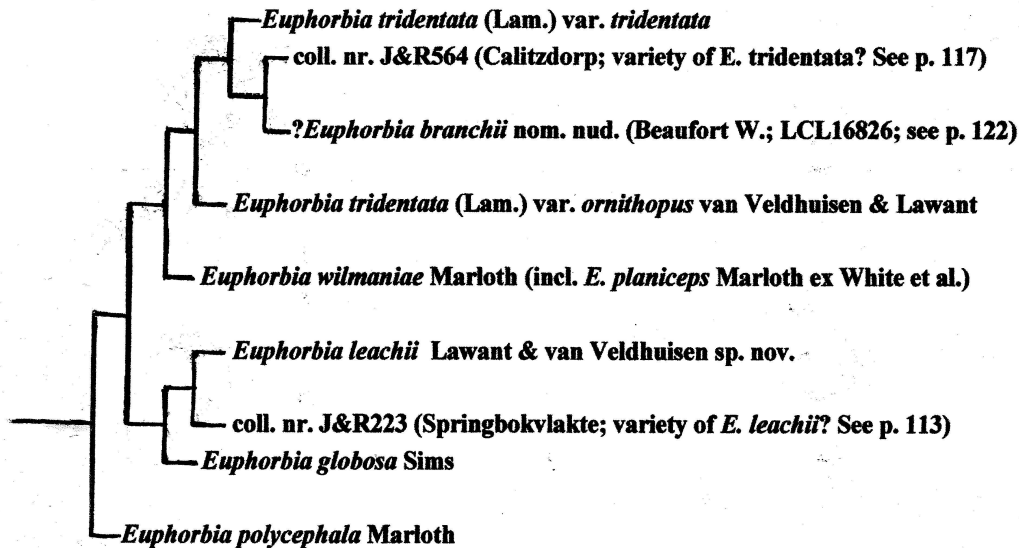 Euphorbia tridentata (Lam.) var. tridentata
coll. nr. J&R564 (Calitzdorp; variety of E. tridentata? See p. 117)
?Euphorbia branchii nom. nud. (Beaufort W.; LCL16826; see p. 122)
Euphorbia tridentata (Lam.) var. ornithopus van Veldhuisen & Lawant
Euphorbia wilmaniae Marloth (incl. E. planiceps Marloth ex White et al.)
Euphorbia leachii Lawant & van Veldhuisen sp. nov.
coll. nr. J&R223 (Springbokvlakte; variety of E. leachii? See p. 113)
Euphorbia globosa Sims
Euphorbia polycephala Marloth